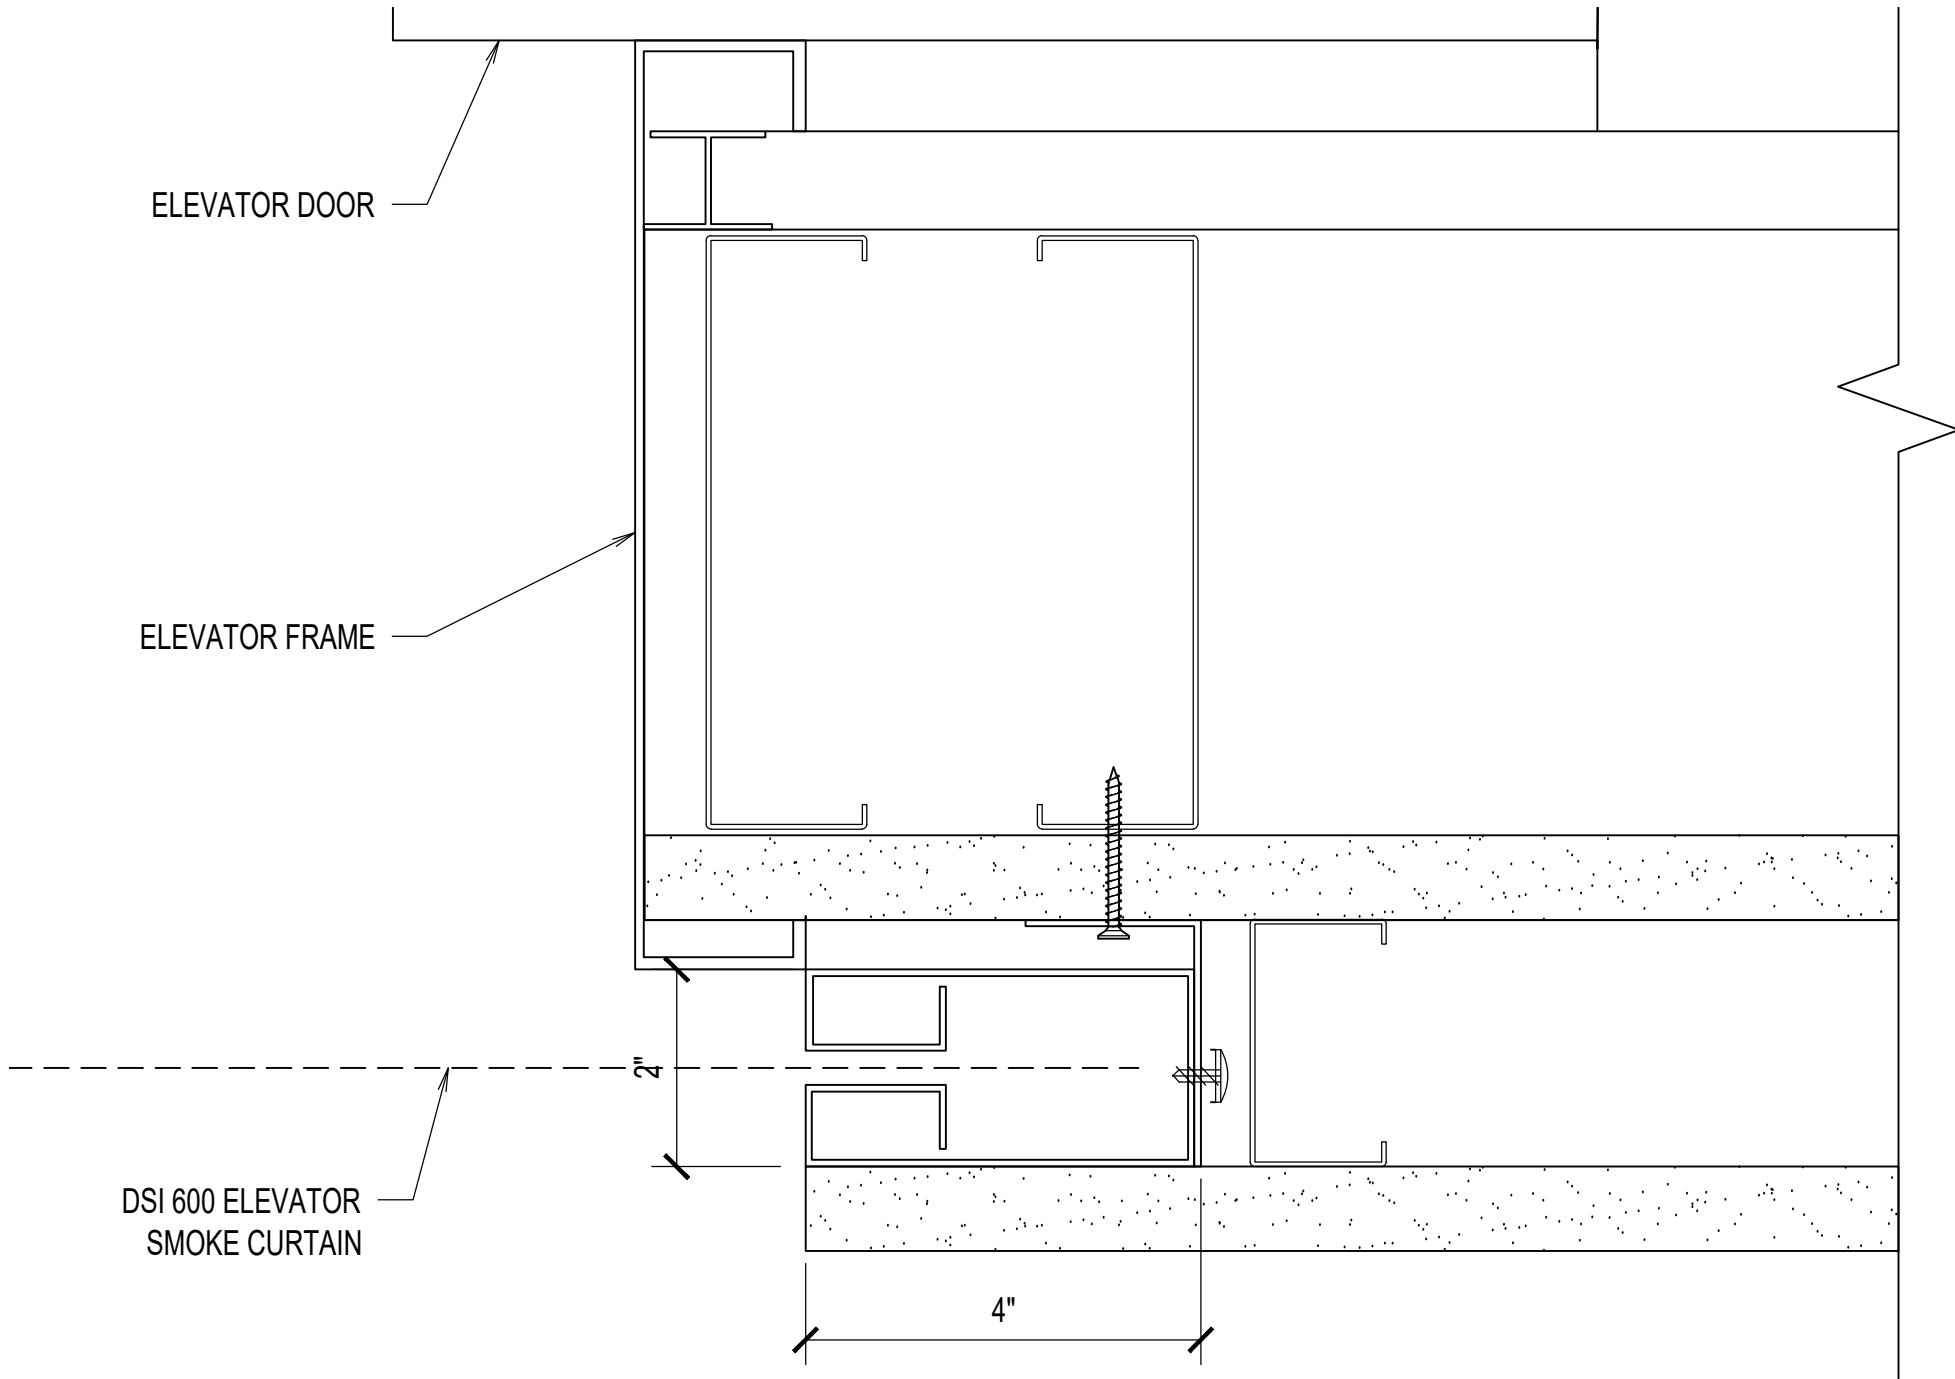 ELEVATOR DOOR
ELEVATOR FRAME
2"
DSI 600 ELEVATOR
SMOKE CURTAIN
4"